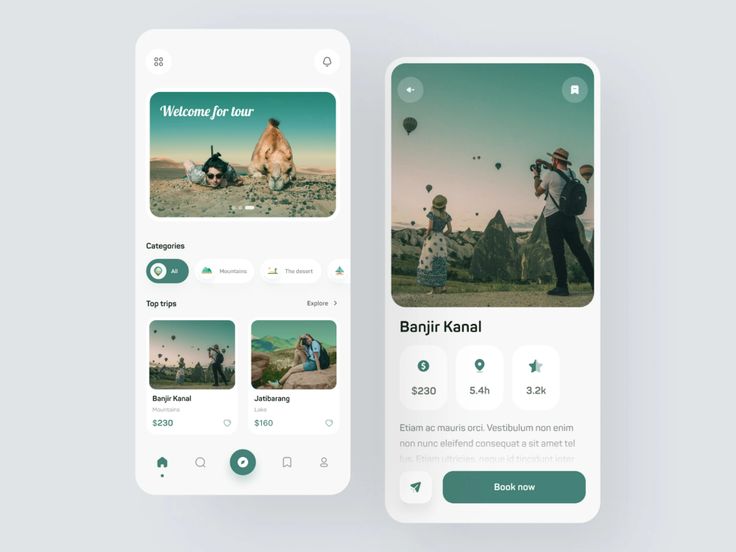 Welcome for tour
Categories
All
Mountains
The desert
Top trips
Explore
Banjir Kanal
Mountains
$230
Jatibarang
Lake
$160
Banjir Kanal
$230
5.4h
3.2k
Etiam ac mauris orci. Vestibulum non enim
non nunc eleifend consequat a sit amet tel
lus. Etiam ultricies, neque id tincidunt inter
Book now